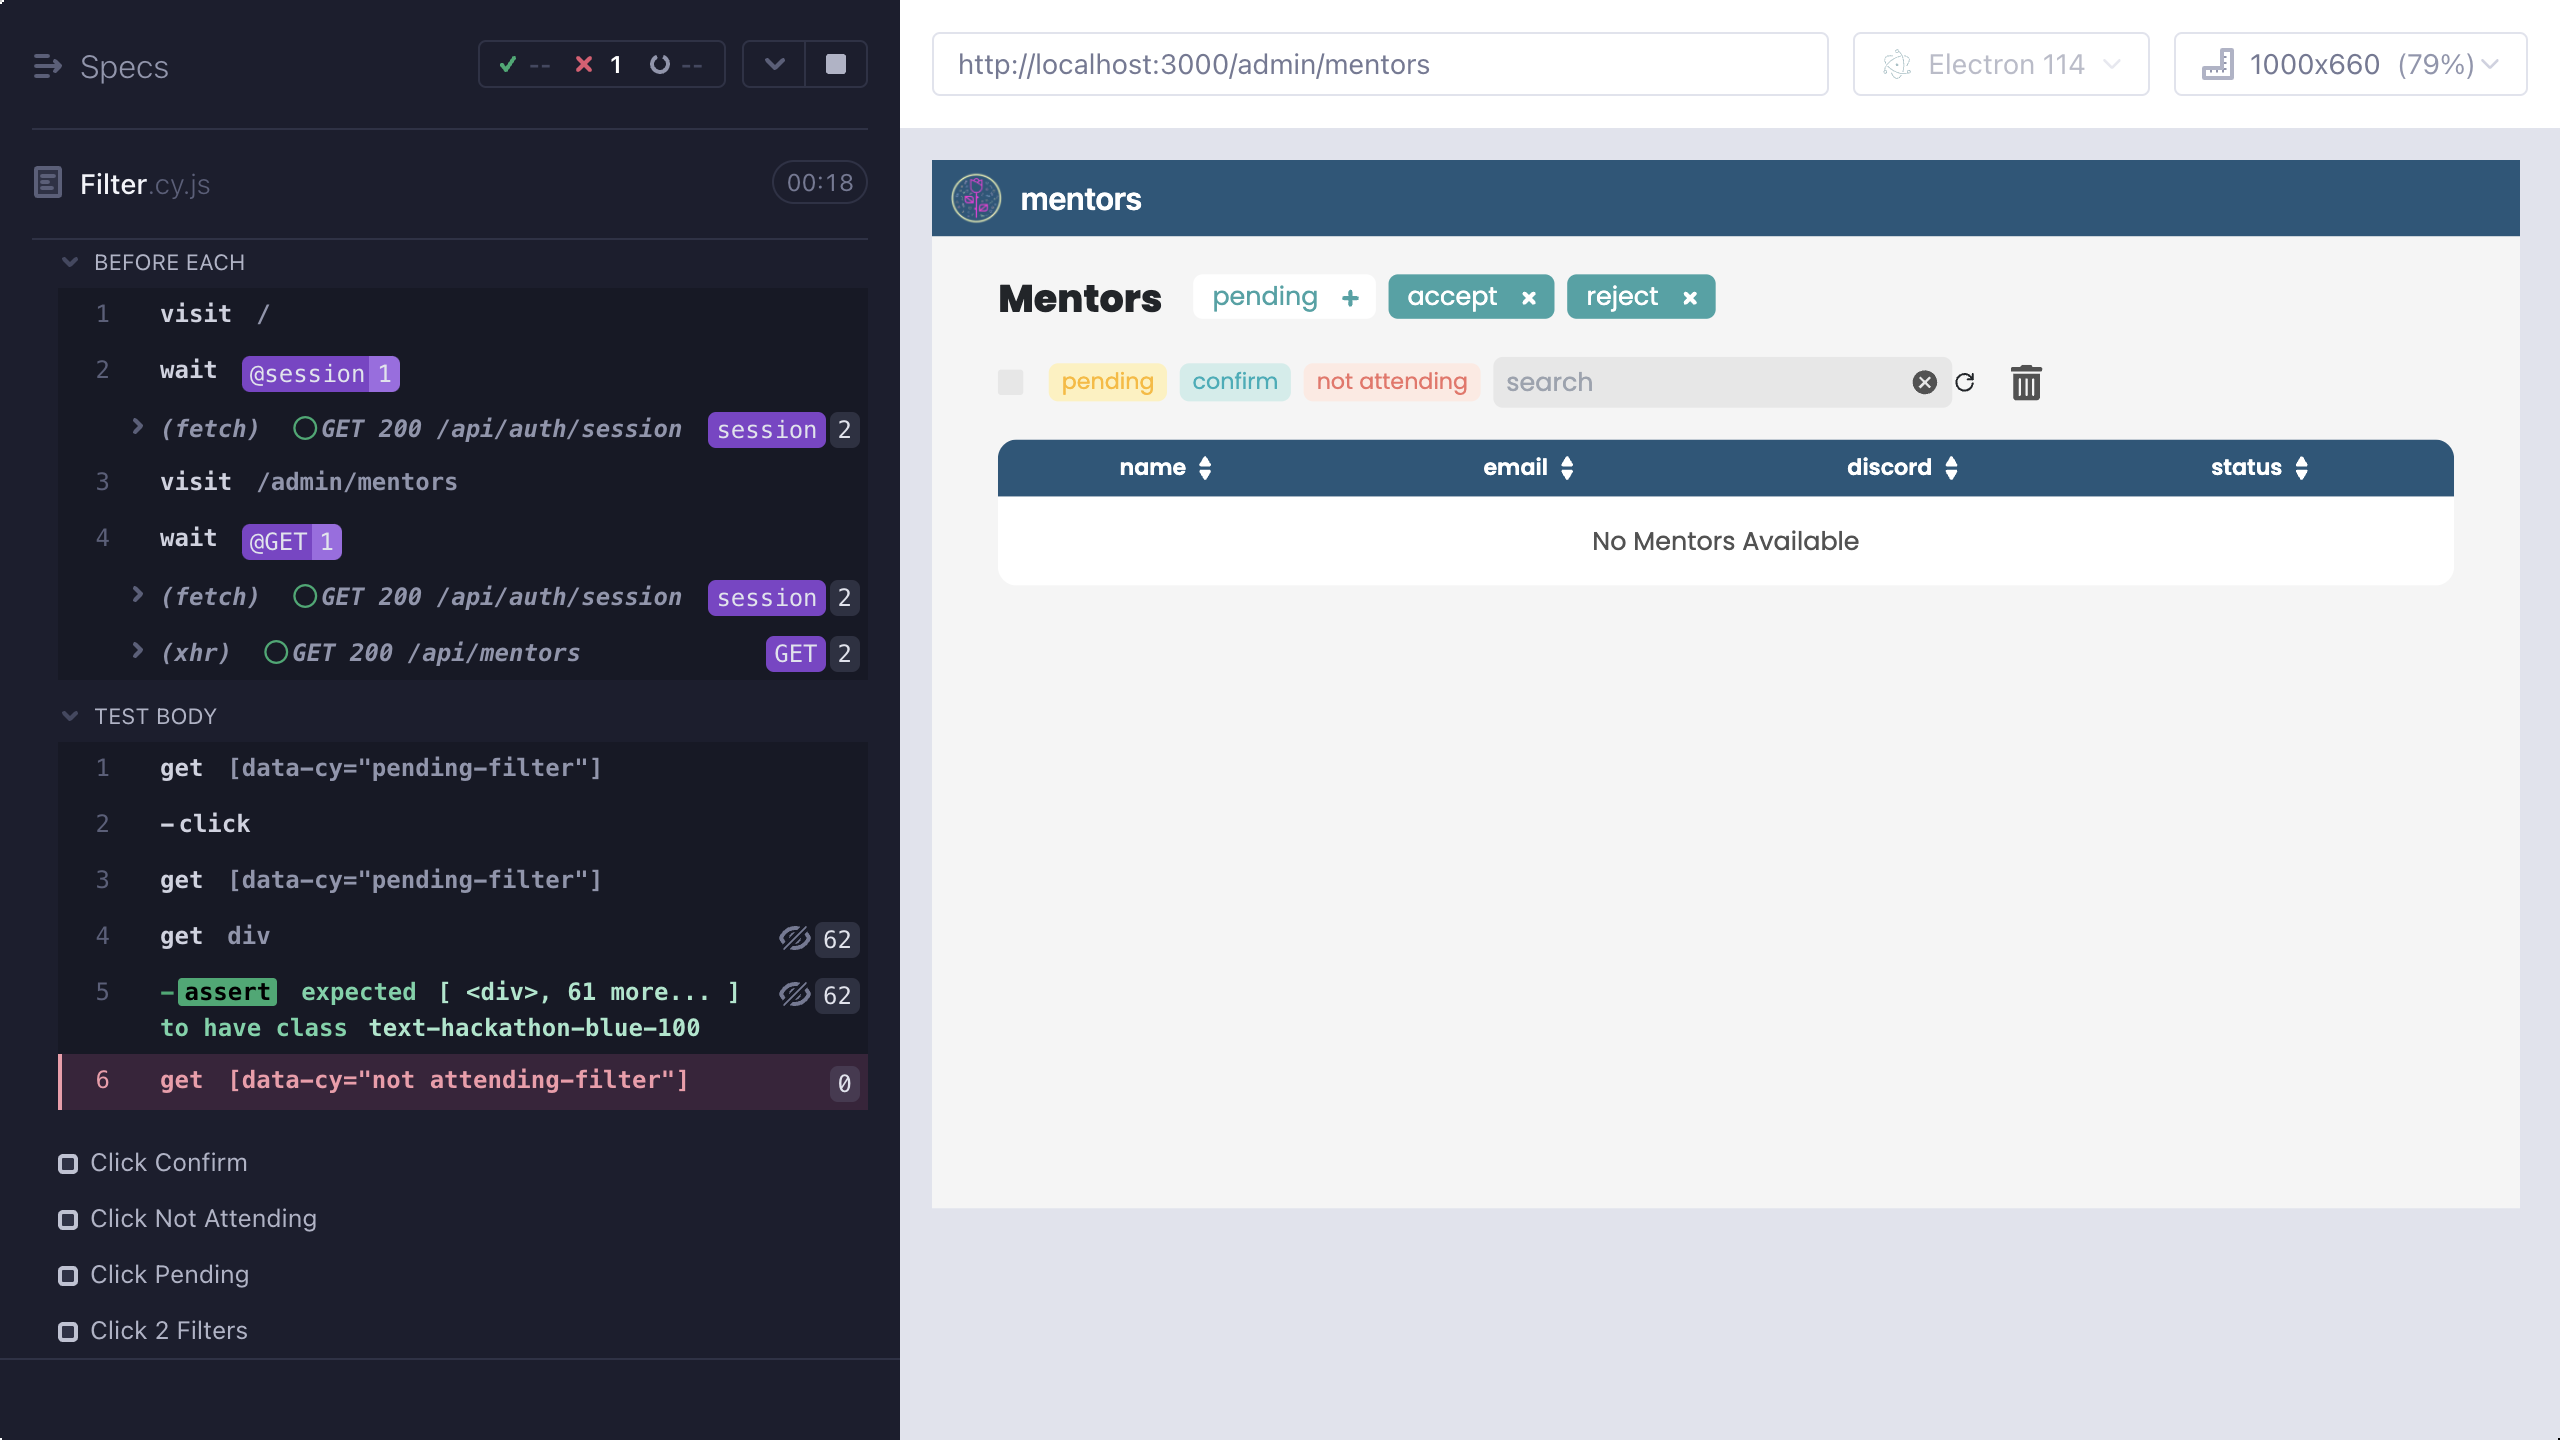 Specs
-- 1 --
Filter.cy.js
00:18
BEFORE EACH
1 visit /
2 wait @session 1
(fetch) GET 200 /api/auth/session session 2
3 visit /admin/mentors
4 wait @GET 1
(fetch) GET 200 /api/auth/session session 2
(xhr) GET 200 /api/mentors GET 2
TEST BODY
1 get [data-cy="pending-filter"]
2 -click
3 get [data-cy="pending-filter"]
4 get div 62
5 -assert expected [ <div>, 61 more... ] 62
to have class text-hackathon-blue-100
6 get [data-cy="not attending-filter"] 0
Click Confirm
Click Not Attending
Click Pending
Click 2 Filters
http://localhost:3000/admin/mentors
Electron 114
1000x660 (79%)
mentors
Mentors pending + accept × reject ×
pending confirm not attending search
name email discord status
No Mentors Available